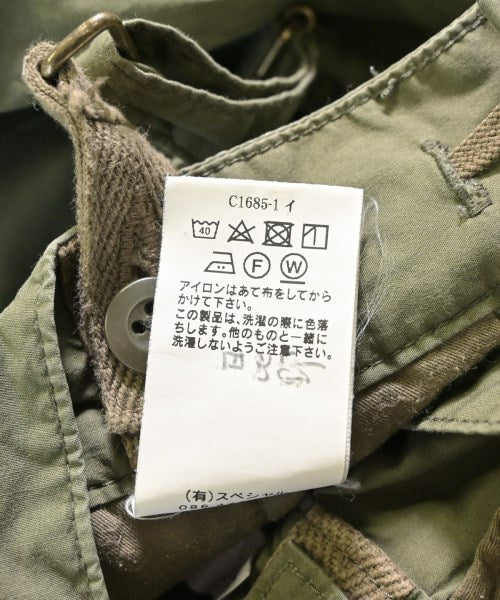 C1685-1 イ
40
F W
アイロンはあて布をしてから
かけて下さい。
この製品は、洗濯の際に色落
ちします。他のものと一緒に
洗濯しないようご注意下さい。
(有)スペシャル
086-